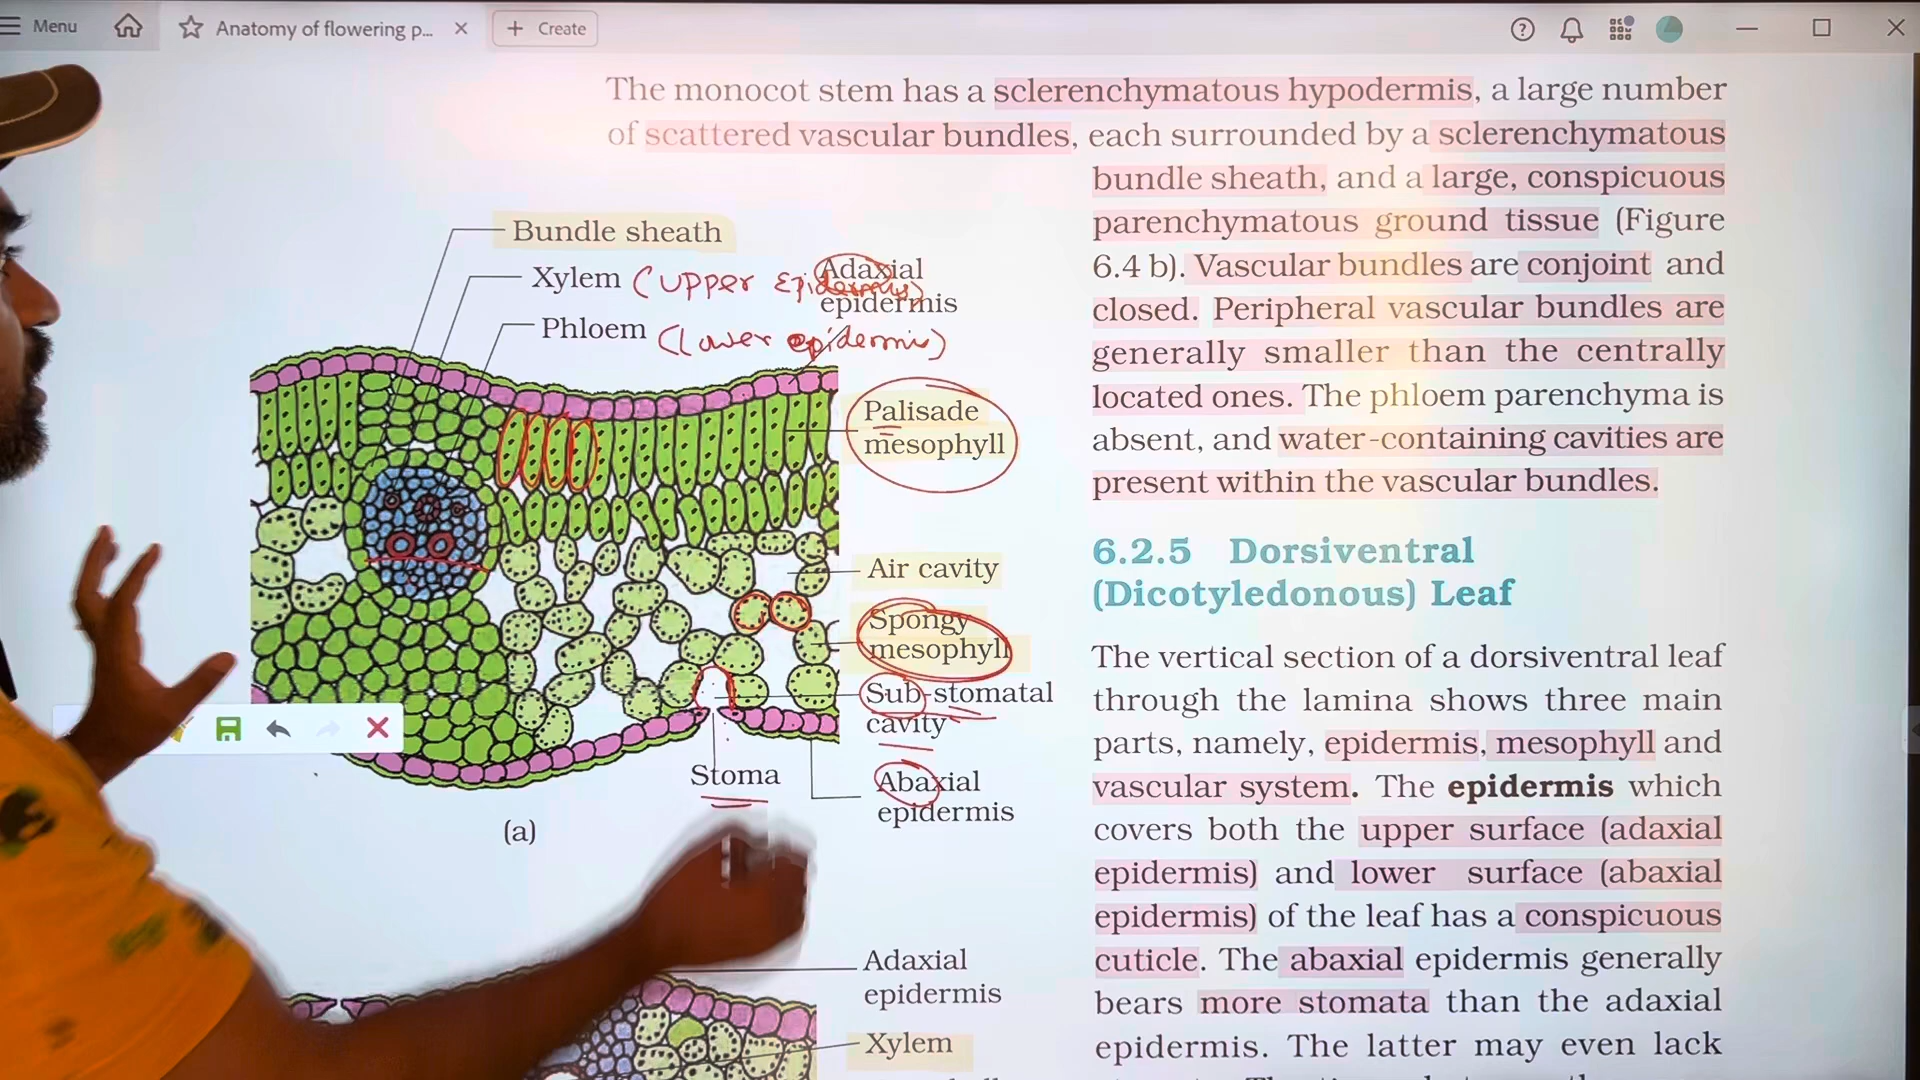 Menu
Anatomy of flowering p...
Create
The monocot stem has a sclerenchymatous hypodermis, a large number
of scattered vascular bundles, each surrounded by a sclerenchymatous
bundle sheath, and a large, conspicuous
parenchymatous ground tissue (Figure
6.4 b). Vascular bundles are conjoint and
closed. Peripheral vascular bundles are
generally smaller than the centrally
located ones. The phloem parenchyma is
absent, and water-containing cavities are
present within the vascular bundles.
Bundle sheath
Xylem (upper Epidermis)
Adaxial
epidermis
Phloem (lower epidermis)
Palisade
mesophyll
Air cavity
Spongy
mesophyll
Sub-stomatal
cavity
Stoma
Abaxial
epidermis
(a)
Adaxial
epidermis
Xylem
6.2.5 Dorsiventral
(Dicotyledonous) Leaf
The vertical section of a dorsiventral leaf
through the lamina shows three main
parts, namely, epidermis, mesophyll and
vascular system. The epidermis which
covers both the upper surface (adaxial
epidermis) and lower surface (abaxial
epidermis) of the leaf has a conspicuous
cuticle. The abaxial epidermis generally
bears more stomata than the adaxial
epidermis. The latter may even lack